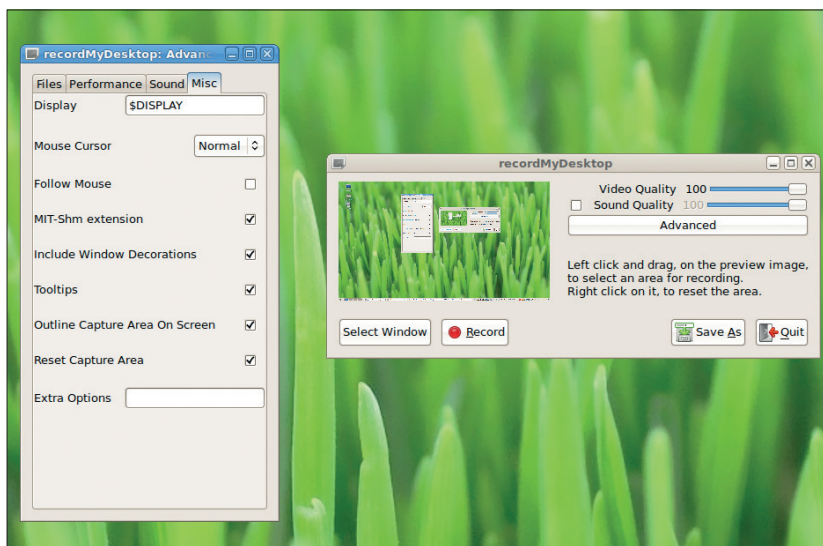 recordMyDesktop: Advanc
Files Performance Sound Misc
Display $DISPLAY
Mouse Cursor Normal
Follow Mouse
MIT-Shm extension
Include Window Decorations
Tooltips
Outline Capture Area On Screen
Reset Capture Area
Extra Options
recordMyDesktop
Video Quality 100
Sound Quality 100
Advanced
Left click and drag, on the preview image,
to select an area for recording.
Right click on it, to reset the area.
Select Window Record Save As Quit